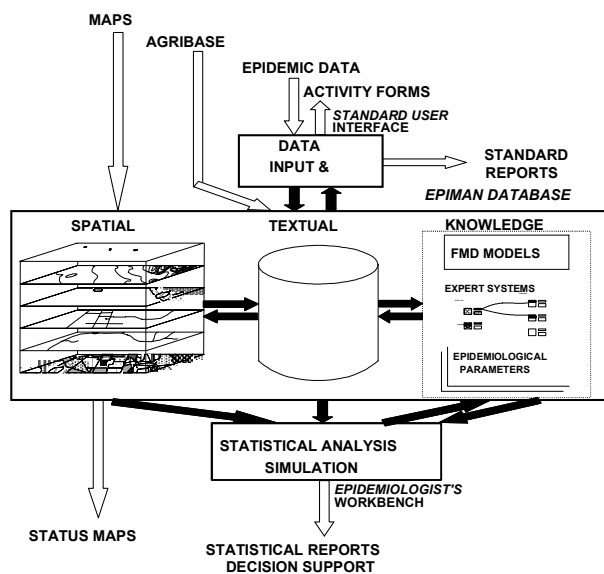 MAPS
AGRIBASE
EPIDEMIC DATA
ACTIVITY FORMS
STANDARD USER
INTERFACE
DATA
INPUT &
STANDARD
REPORTS
EPIMAN DATABASE
SPATIAL
TEXTUAL
KNOWLEDGE
FMD MODELS
EXPERT SYSTEMS
EPIDEMIOLOGICAL
PARAMETERS
STATISTICAL ANALYSIS
SIMULATION
EPIDEMIOLOGIST'S
WORKBENCH
STATUS MAPS
STATISTICAL REPORTS
DECISION SUPPORT